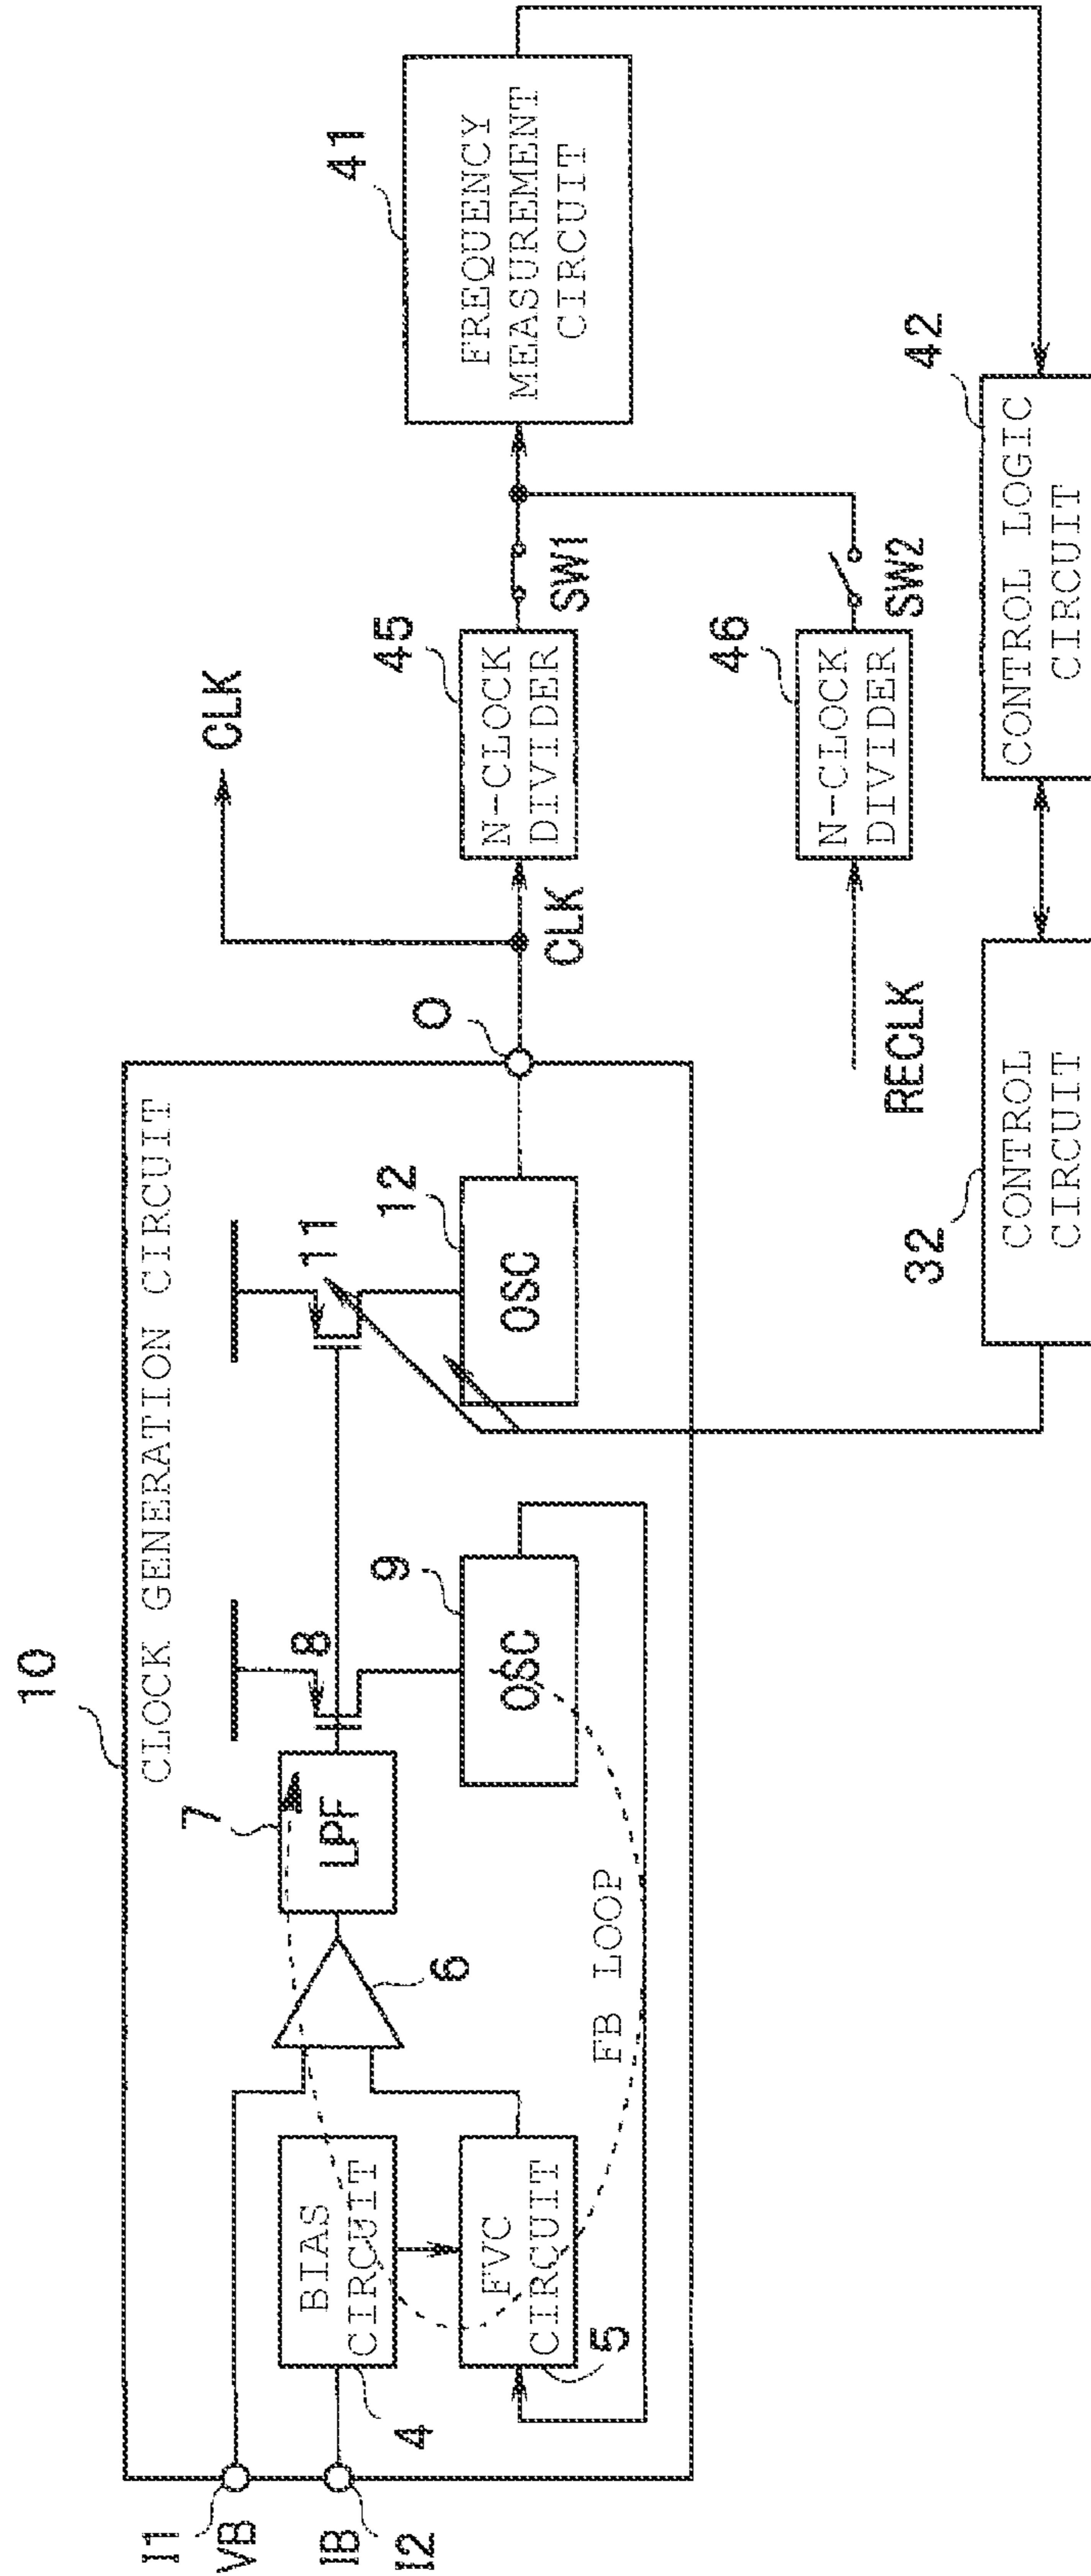 10
CLOCK GENERATION CIRCUIT
I1
VB
IB
I2
BIAS
CIRCUIT
4
FVC
CIRCUIT
5
6
7
LPF
8
OSC
9
FB LOOP
11
OSC
12
O
CLK
CLK
N-CLOCK
DIVIDER
45
SW1
FREQUENCY
MEASUREMENT
CIRCUIT
41
RECLK
N-CLOCK
DIVIDER
46
SW2
CONTROL
CIRCUIT
32
CONTROL LOGIC
CIRCUIT
42